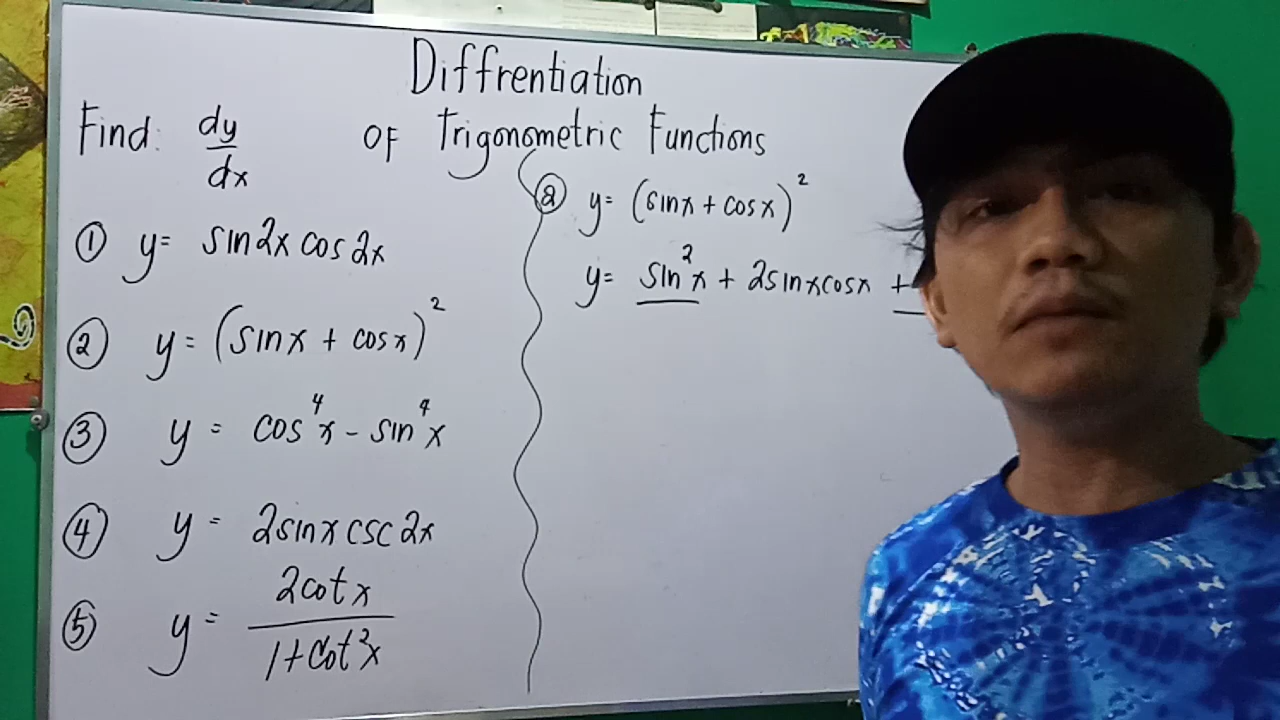 Diffrentiation
Find: dy/dx of Trigonometric Functions
① y= sin2x cos2x
② y= (sinx + cosx)²
③ y= cos⁴x - sin⁴x
④ y= 2sinx csc2x
⑤ y= 2cotx / 1+cot²x
② y= (sinx + cosx)²
y= sin²x + 2sinxcosx +